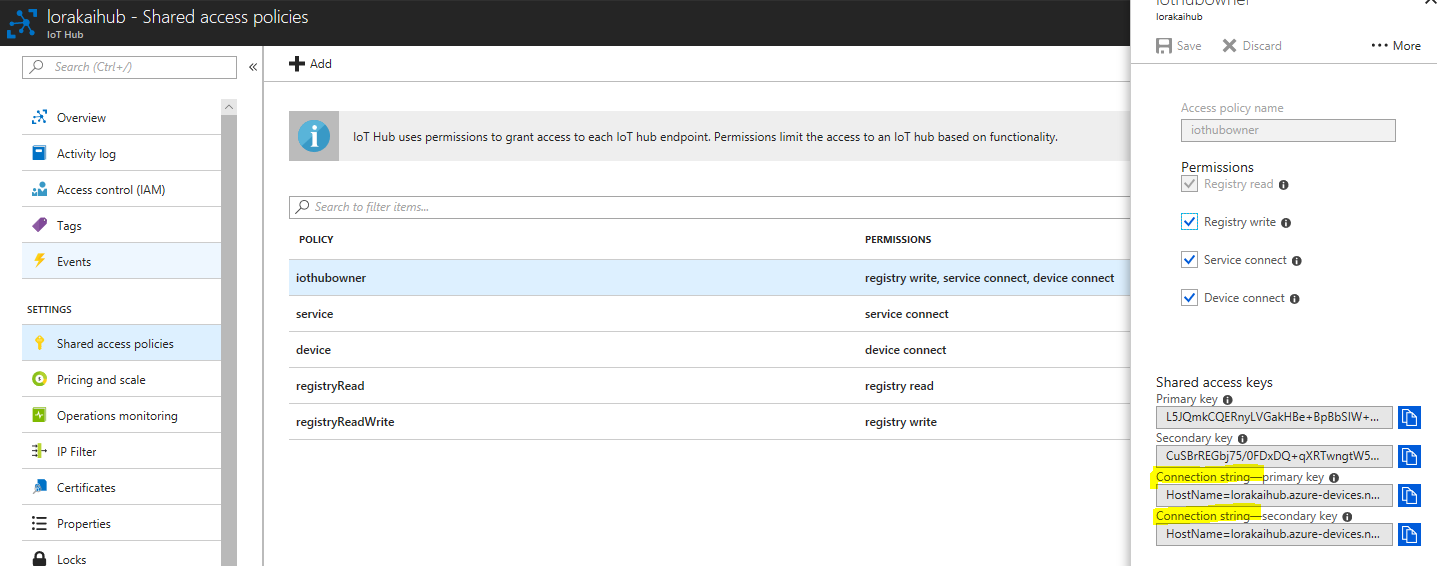 lorakaihub - Shared access policies
IoT Hub
Search (Ctrl+/)
«
Overview
Activity log
Access control (IAM)
Tags
Events
SETTINGS
Shared access policies
Pricing and scale
Operations monitoring
IP Filter
Certificates
Properties
Locks
Add
IoT Hub uses permissions to grant access to each IoT hub endpoint. Permissions limit the access to an IoT hub based on functionality.
Search to filter items...
POLICY PERMISSIONS
iothubowner registry write, service connect, device connect
service service connect
device device connect
registryRead registry read
registryReadWrite registry write
iothubowner
lorakaihub
Save Discard ••• More
Access policy name
iothubowner
Permissions
Registry read
Registry write
Service connect
Device connect
Shared access keys
Primary key
L5JQmkCQERnyLVGakHBe+BpBbSIW+...
Secondary key
CuSBrREGbj75/0FDxDQ+qXRTwngtW5...
Connection string—primary key
HostName=lorakaihub.azure-devices.n...
Connection string—secondary key
HostName=lorakaihub.azure-devices.n...